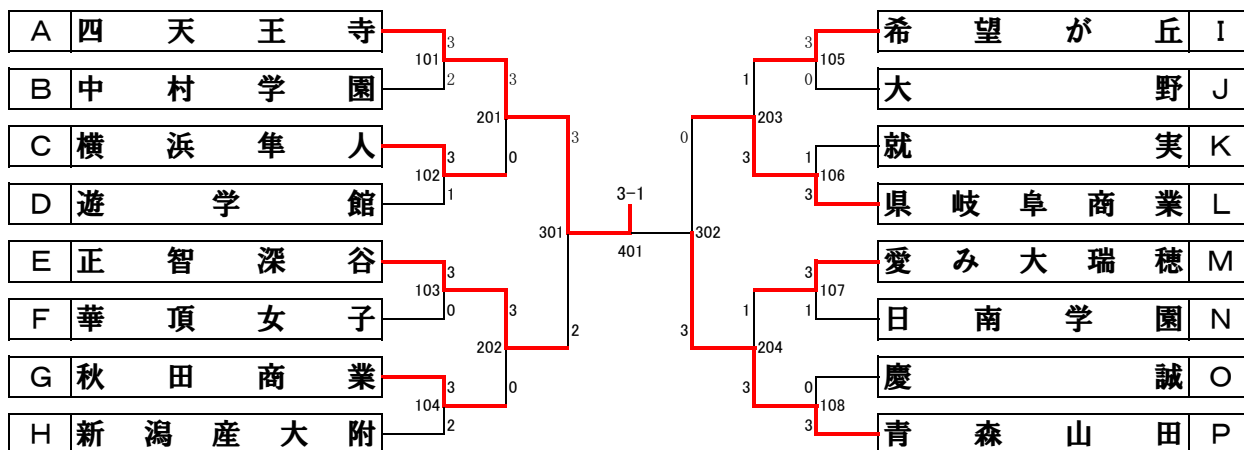 A 四天王寺
B 中村学園
C 横浜隼人
D 遊学館
E 正智深谷
F 華頂女子
G 秋田商業
H 新潟産大附
3
101
2
3
102
1
3
103
0
3
104
2
3
201
0
3
202
0
3
301
2
3-1
401
0
302
3
1
203
3
1
204
3
3
105
0
1
106
3
3
107
1
0
108
3
希望が丘 I
大野 J
就実 K
県岐阜商業 L
愛み大瑞穂 M
日南学園 N
慶誠 O
青森山田 P